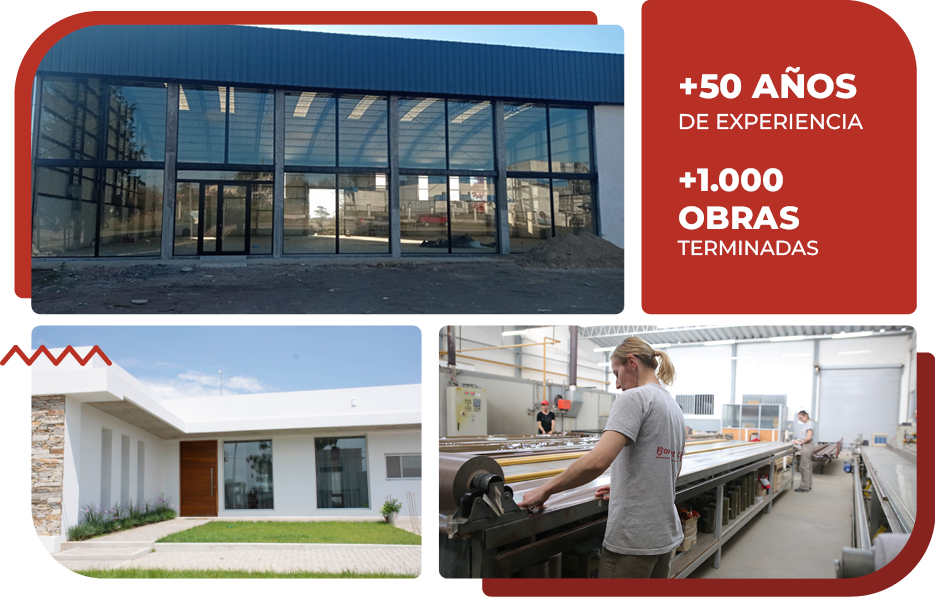 +50 AÑOS
DE EXPERIENCIA
+1.000
OBRAS
TERMINADAS